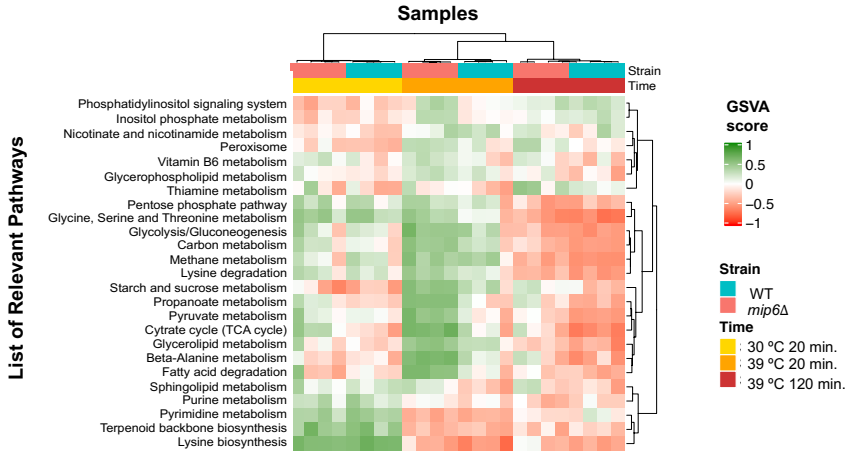 Samples
Strain
Time
List of Relevant Pathways
Phosphatidylinositol signaling system
Inositol phosphate metabolism
Nicotinate and nicotinamide metabolism
Peroxisome
Vitamin B6 metabolism
Glycerophospholipid metabolism
Thiamine metabolism
Pentose phosphate pathway
Glycine, Serine and Threonine metabolism
Glycolysis/Gluconeogenesis
Carbon metabolism
Methane metabolism
Lysine degradation
Starch and sucrose metabolism
Propanoate metabolism
Pyruvate metabolism
Cytrate cycle (TCA cycle)
Glycerolipid metabolism
Beta-Alanine metabolism
Fatty acid degradation
Sphingolipid metabolism
Purine metabolism
Pyrimidine metabolism
Terpenoid backbone biosynthesis
Lysine biosynthesis
GSVA
score
1
0.5
0
−0.5
−1
Strain
WT
mip6Δ
Time
30 ºC 20 min.
39 ºC 20 min.
39 ºC 120 min.